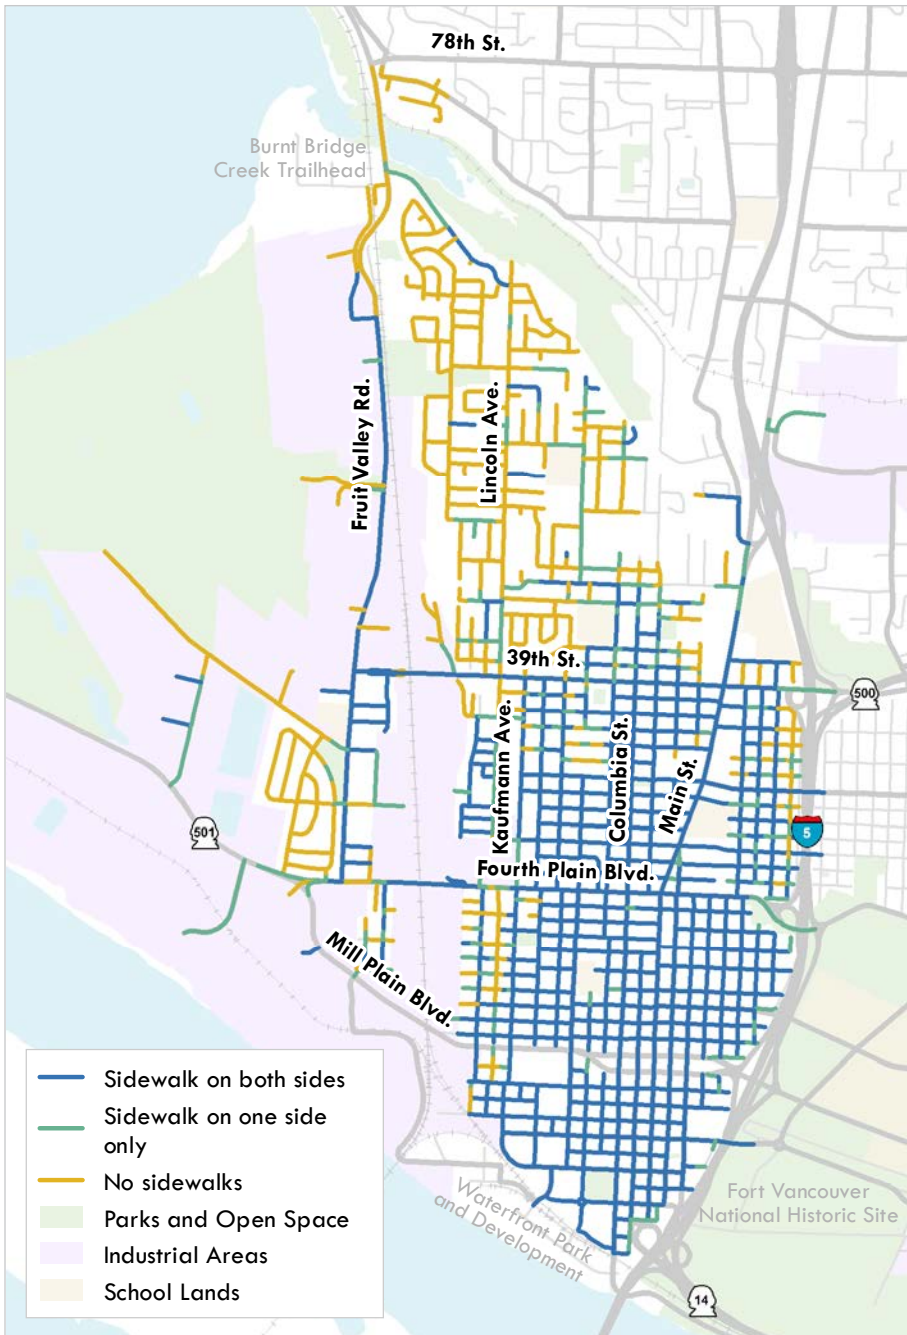 78th St.
Burnt Bridge
Creek Trailhead
Fruit Valley Rd.
Lincoln Ave.
39th St.
500
Kaufmann Ave.
Columbia St.
Main St.
501
5
Fourth Plain Blvd.
Mill Plain Blvd.
Sidewalk on both sides
Sidewalk on one side
only
No sidewalks
Parks and Open Space
Industrial Areas
School Lands
Waterfront Park
and Development
Fort Vancouver
National Historic Site
14